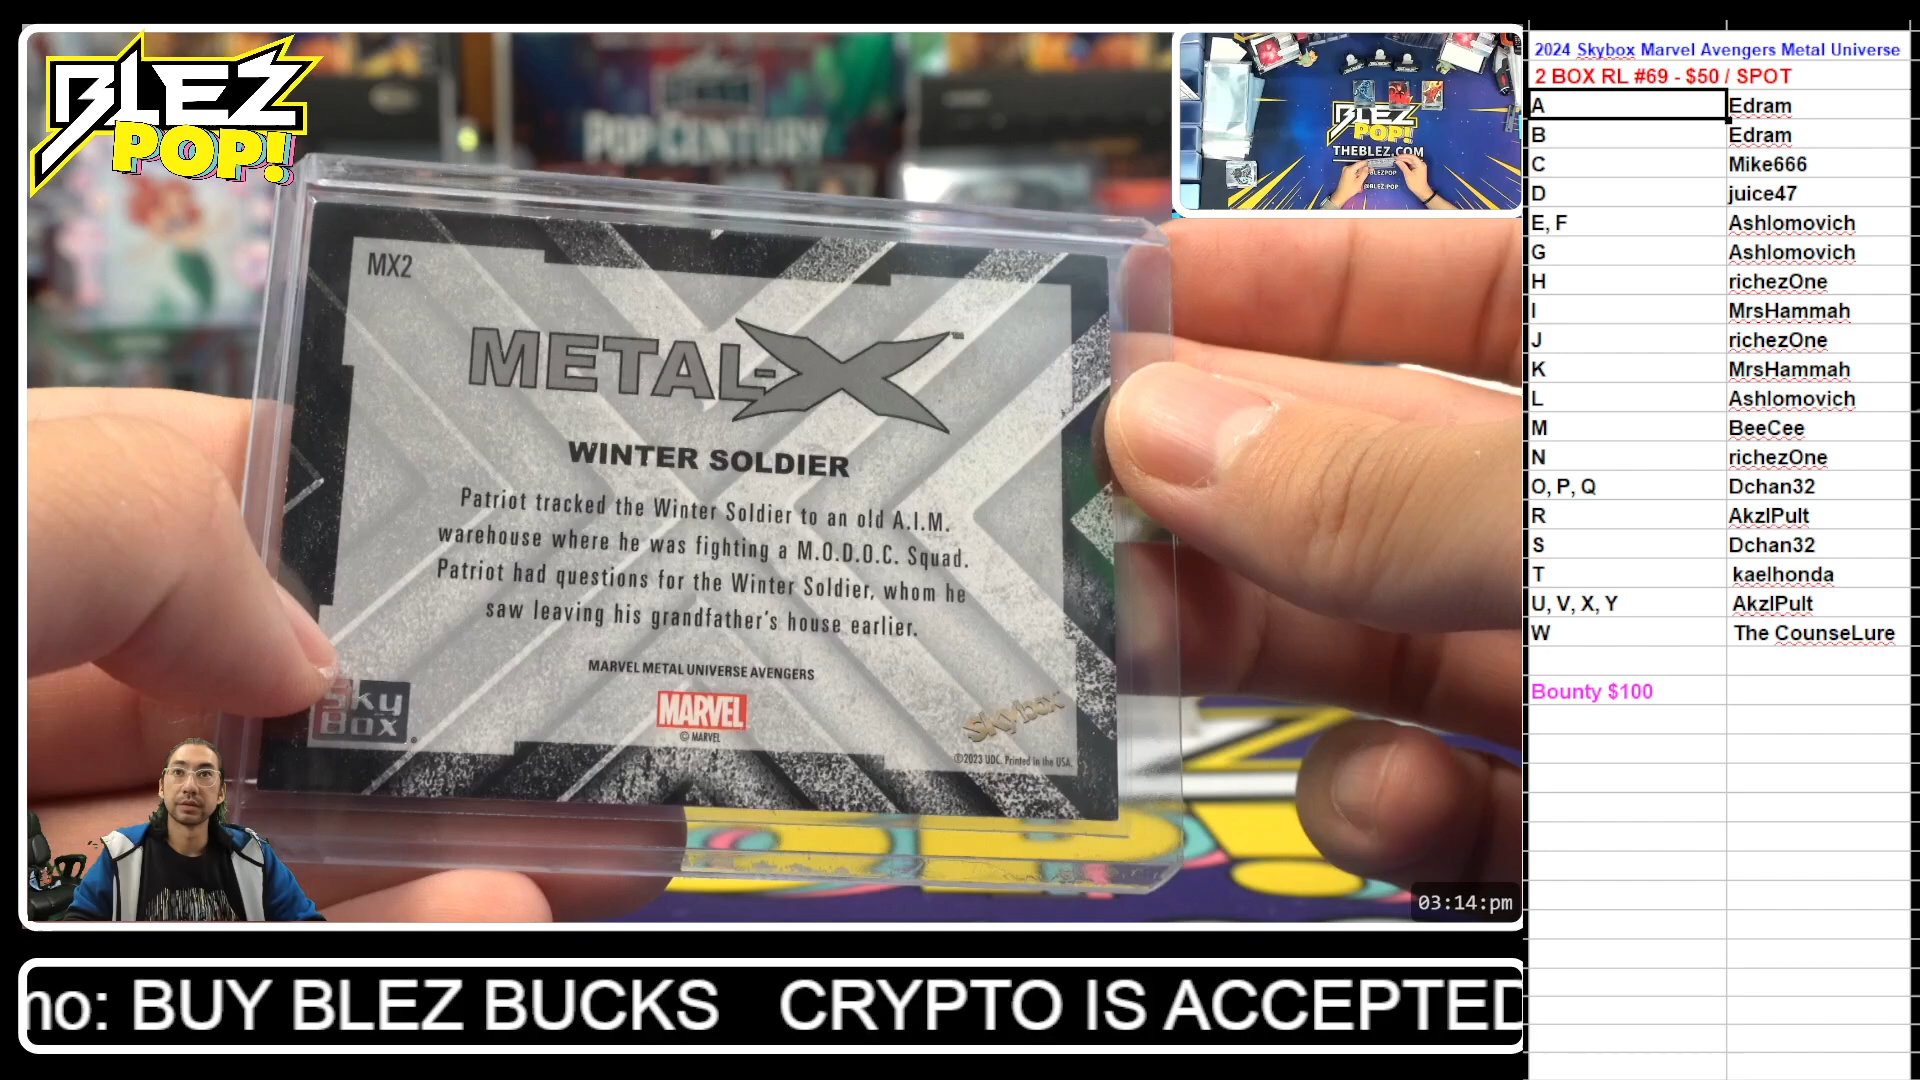 BLEZ
POP!
POP CENTURY
BLEZ
POP!
THEBLEZ.COM
@BLEZPOP
MX2
METAL-X™
WINTER SOLDIER
Patriot tracked the Winter Soldier to an old A.I.M.
warehouse where he was fighting a M.O.D.O.C. Squad.
Patriot had questions for the Winter Soldier, whom he
saw leaving his grandfather's house earlier.
MARVEL METAL UNIVERSE AVENGERS
MARVEL
© MARVEL
Sky
Box
®
Skybox
©2023 UDC. Printed in the USA.
03:14:pm
no: BUY BLEZ BUCKS CRYPTO IS ACCEPTED
2024 Skybox Marvel Avengers Metal Universe
2 BOX RL #69 - $50 / SPOT
A Edram
B Edram
C Mike666
D juice47
E, F Ashlomovich
G Ashlomovich
H richezOne
I MrsHammah
J richezOne
K MrsHammah
L Ashlomovich
M BeeCee
N richezOne
O, P, Q Dchan32
R AkzlPult
S Dchan32
T kaelhonda
U, V, X, Y AkzlPult
W The CounseLure
Bounty $100